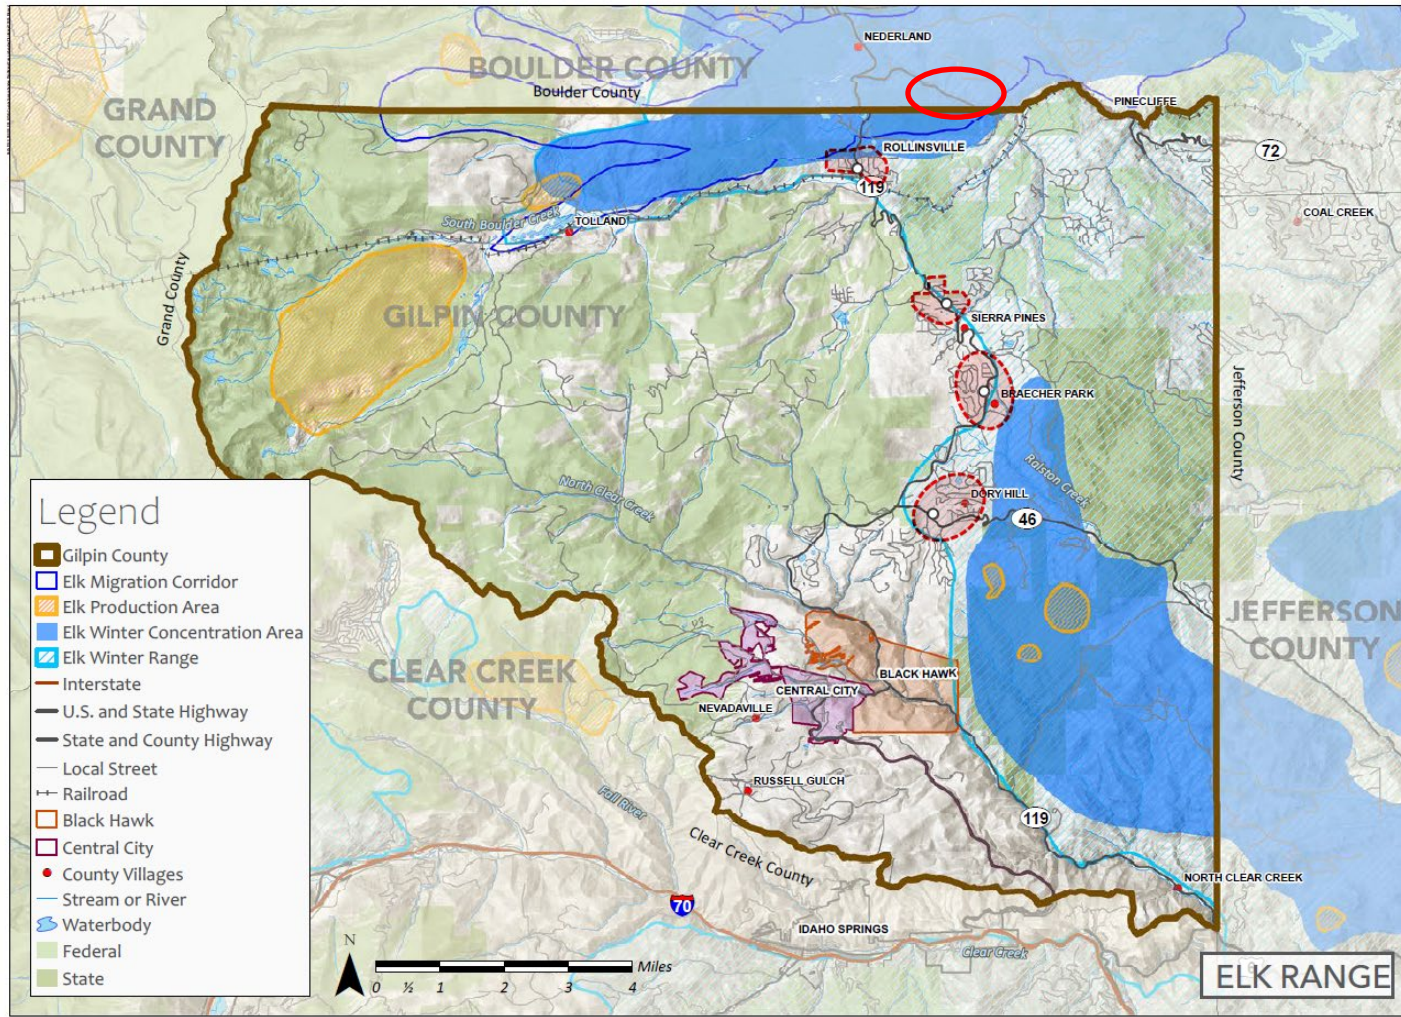 NEDERLAND
BOULDER COUNTY
Boulder County
GRAND
COUNTY
PINECLIFFE
ROLLINSVILLE
72
119
COAL CREEK
South Boulder Creek
TOLLAND
Grand County
GILPIN COUNTY
SIERRA PINES
BRAECHER PARK
Jefferson County
Ralston Creek
North Clear Creek
DORY HILL
46
JEFFERSON
COUNTY
CLEAR CREEK
COUNTY
BLACK HAWK
CENTRAL CITY
NEVADAVILLE
RUSSELL GULCH
Fall River
119
Clear Creek County
NORTH CLEAR CREEK
70
IDAHO SPRINGS
Clear Creek
Legend
Gilpin County
Elk Migration Corridor
Elk Production Area
Elk Winter Concentration Area
Elk Winter Range
Interstate
U.S. and State Highway
State and County Highway
Local Street
Railroad
Black Hawk
Central City
County Villages
Stream or River
Waterbody
Federal
State
N
Miles
0 ½ 1 2 3 4
ELK RANGE